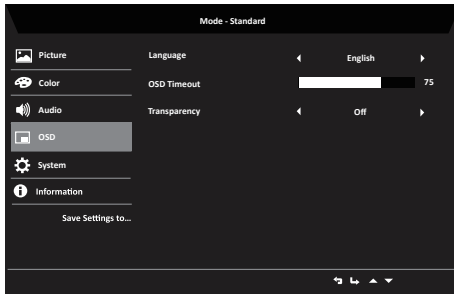 Mode - Standard
Picture
Language English
Color
OSD Timeout 75
Audio
Transparency Off
OSD
System
Information
Save Settings to...